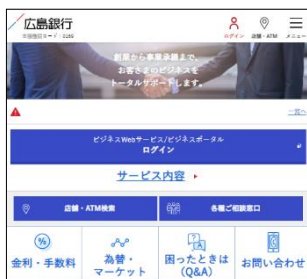 広島銀行
金融機関コード：0169
ログイン
店舗・ATM
メニュー
創業から事業承継まで、
お客さまのビジネスを
トータルサポートします。
一覧
ビジネスWebサービス/ビジネスポータル
ログイン
サービス内容
店舗・ATM検索
各種ご相談窓口
金利・手数料
為替・
マーケット
困ったときは
(Q&A)
お問い合わせ